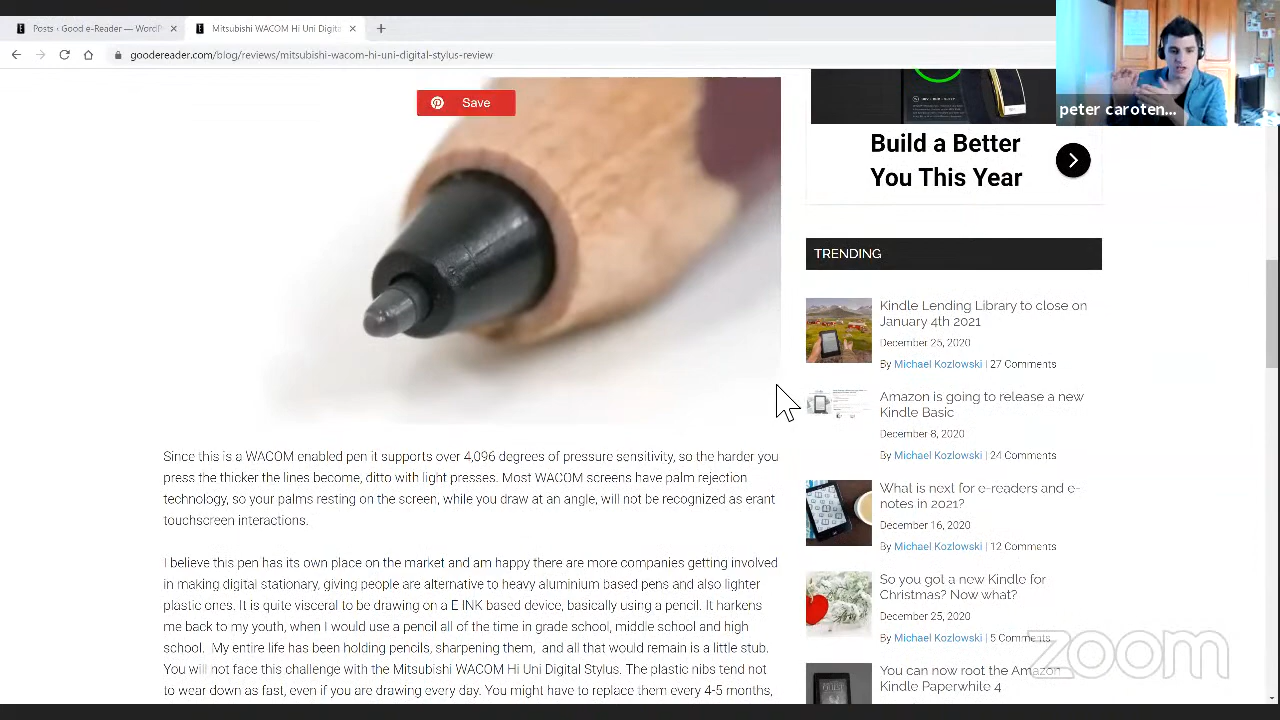 Posts ‹ Good e-Reader — WordP
Mitsubishi WACOM Hi Uni Digita
goodereader.com/blog/reviews/mitsubishi-wacom-hi-uni-digital-stylus-review
peter caroten...
Save
Build a Better
You This Year
TRENDING
Kindle Lending Library to close on
January 4th 2021
December 25, 2020
By Michael Kozlowski | 27 Comments
Amazon is going to release a new
Kindle Basic
December 8, 2020
By Michael Kozlowski | 24 Comments
What is next for e-readers and e-
notes in 2021?
December 16, 2020
By Michael Kozlowski | 12 Comments
So you got a new Kindle for
Christmas? Now what?
December 25, 2020
By Michael Kozlowski | 5 Comments
You can now root the Amazon
Kindle Paperwhite 4
Since this is a WACOM enabled pen it supports over 4,096 degrees of pressure sensitivity, so the harder you
press the thicker the lines become, ditto with light presses. Most WACOM screens have palm rejection
technology, so your palms resting on the screen, while you draw at an angle, will not be recognized as erant
touchscreen interactions.
I believe this pen has its own place on the market and am happy there are more companies getting involved
in making digital stationary, giving people are alternative to heavy aluminium based pens and also lighter
plastic ones. It is quite visceral to be drawing on a E INK based device, basically using a pencil. It harkens
me back to my youth, when I would use a pencil all of the time in grade school, middle school and high
school. My entire life has been holding pencils, sharpening them, and all that would remain is a little stub.
You will not face this challenge with the Mitsubishi WACOM Hi Uni Digital Stylus. The plastic nibs tend not
to wear down as fast, even if you are drawing every day. You might have to replace them every 4-5 months,
zoom